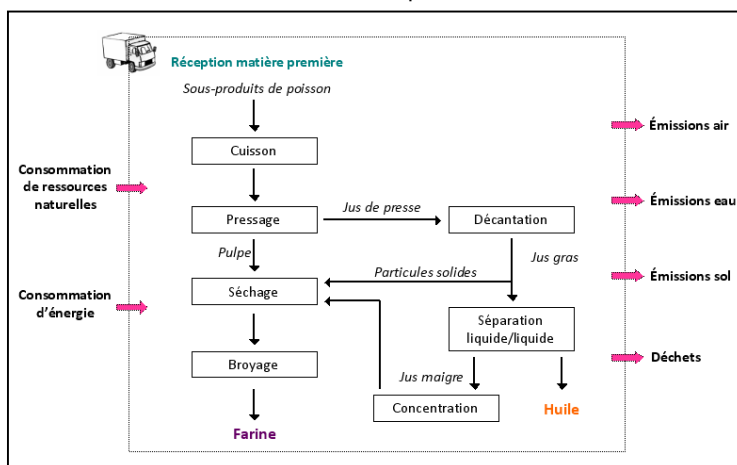 Réception matière première
Sous-produits de poisson
Cuisson
Pressage
Jus de presse
Décantation
Pulpe
Particules solides
Jus gras
Séchage
Séparation
liquide/liquide
Broyage
Jus maigre
Concentration
Huile
Farine
Consommation
de ressources
naturelles
Consommation
d'énergie
Émissions air
Émissions eau
Émissions sol
Déchets